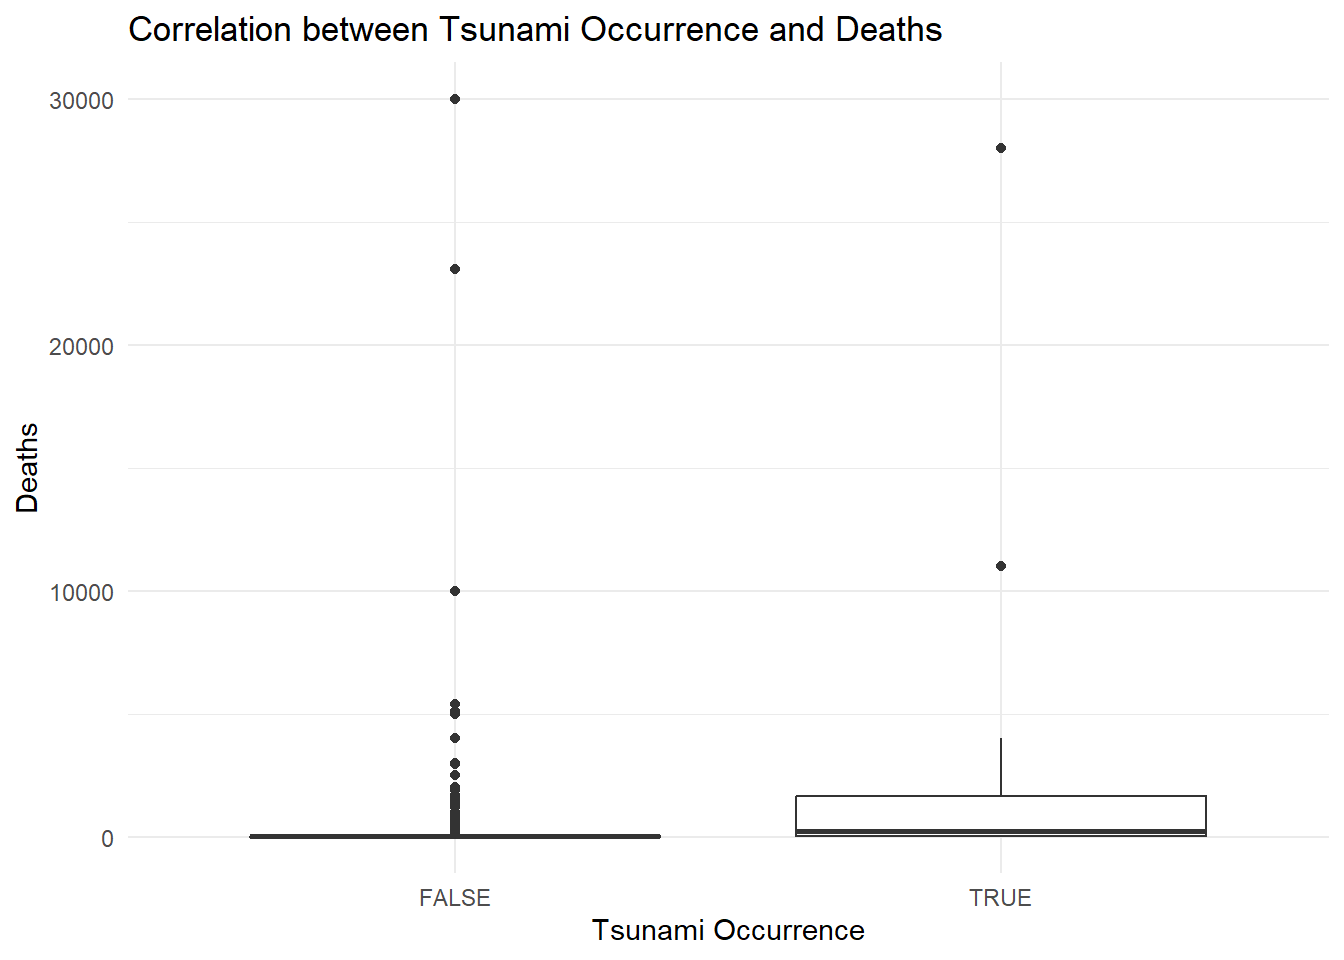 Correlation between Tsunami Occurrence and Deaths
30000
20000
10000
0
Deaths
FALSE
TRUE
Tsunami Occurrence